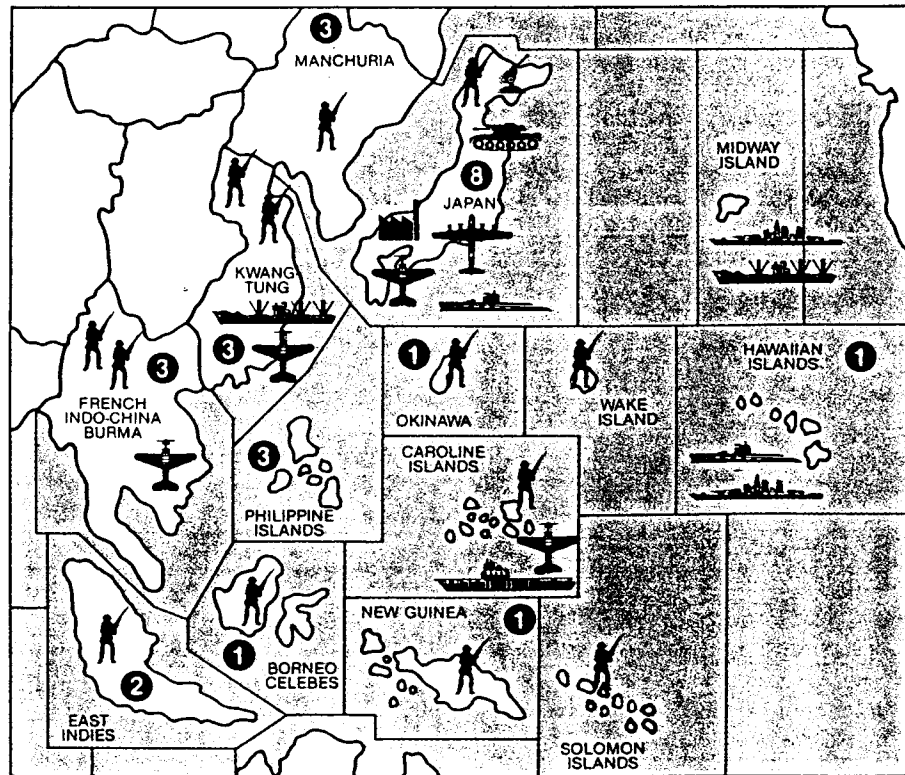 3
MANCHURIA
MIDWAY
ISLAND
8
JAPAN
KWANG-
TUNG
3
1
OKINAWA
WAKE
ISLAND
HAWAIIAN
ISLANDS
1
3
FRENCH
INDO-CHINA
BURMA
3
PHILIPPINE
ISLANDS
CAROLINE
ISLANDS
NEW GUINEA
1
1
BORNEO
CELEBES
2
EAST
INDIES
SOLOMON
ISLANDS